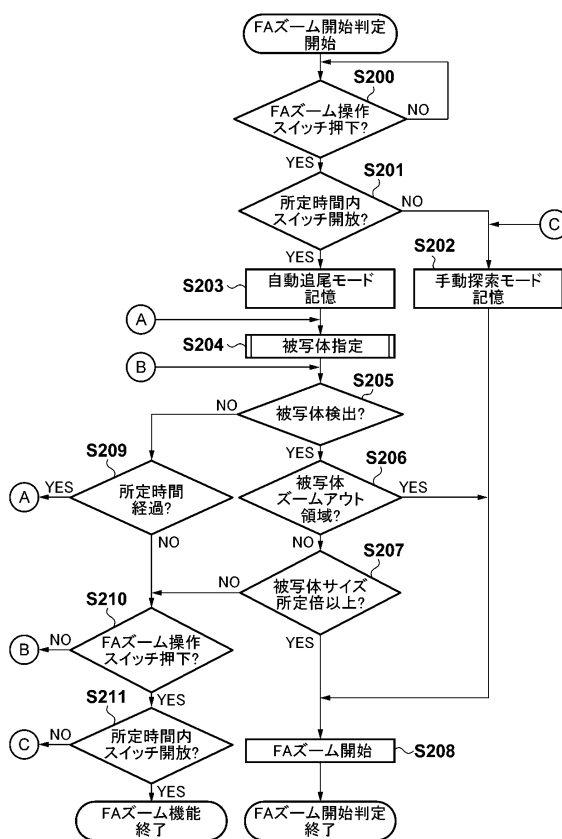 FAズーム開始判定
開始
S200
FAズーム操作
スイッチ押下?
NO
YES
S201
所定時間内
スイッチ開放?
NO
YES
C
S202
手動探索モード
記憶
S203
自動追尾モード
記憶
A
S204
被写体指定
B
S205
被写体検出?
NO
YES
S209
所定時間
経過?
YES
A
NO
S206
被写体
ズームアウト
領域?
YES
NO
S207
被写体サイズ
所定倍以上?
NO
YES
S210
FAズーム操作
スイッチ押下?
NO
B
YES
S211
所定時間内
スイッチ開放?
NO
C
YES
FAズーム開始
S208
FAズーム機能
終了
FAズーム開始判定
終了